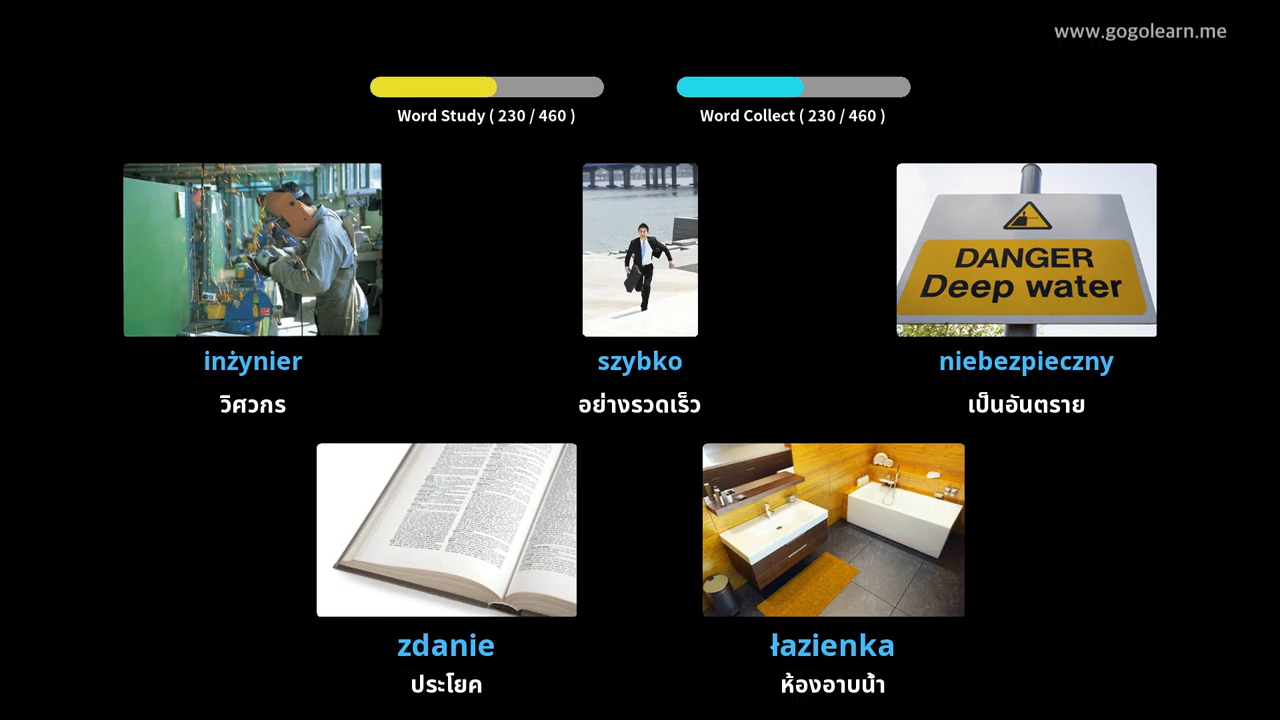 www.gogolearn.me
Word Study ( 230 / 460 )
Word Collect ( 230 / 460 )
DANGER
Deep water
inżynier
szybko
niebezpieczny
วิศวกร
อย่างรวดเร็ว
เป็นอันตราย
zdanie
łazienka
ประโยค
ห้องอาบน้ำ